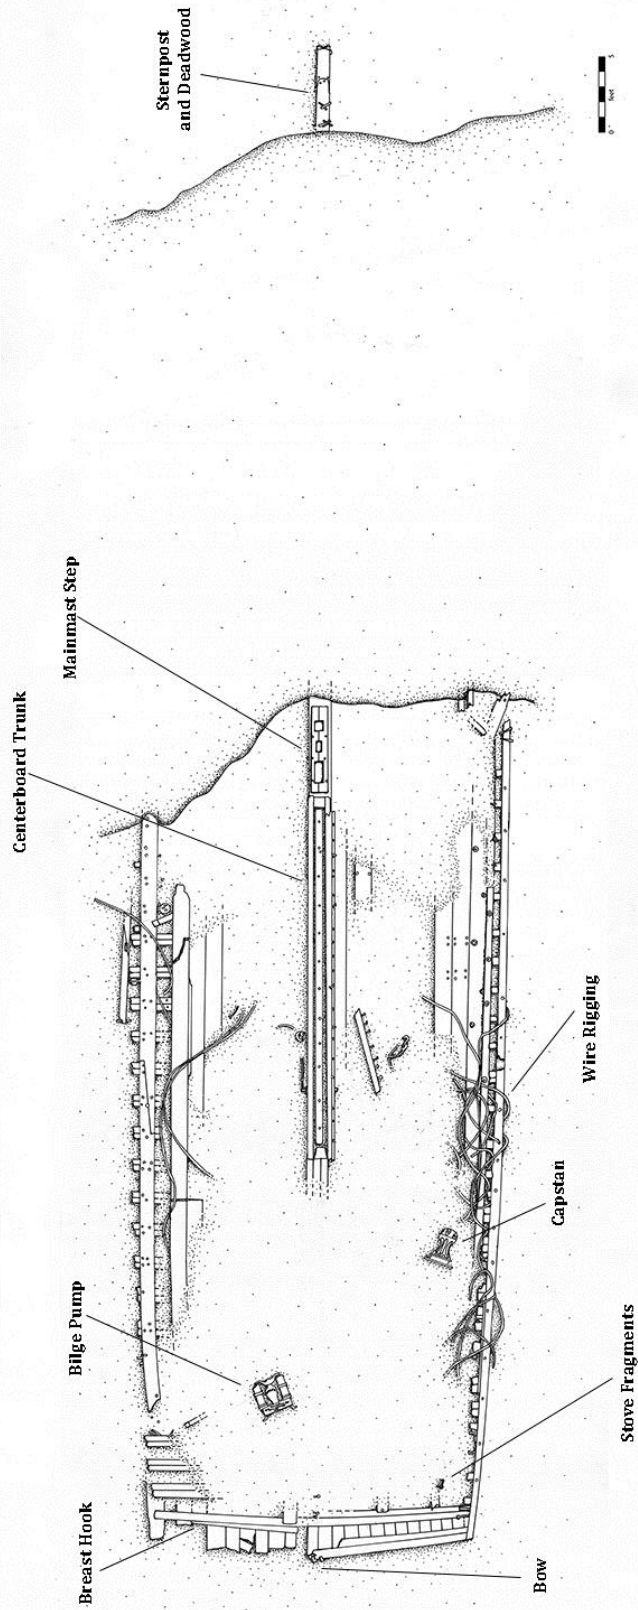 Sternpost
and Deadwood
0
feet
5
Mainmast Step
Centerboard Trunk
Wire Rigging
Capstan
Bilge Pump
Stove Fragments
Breast Hook
Bow